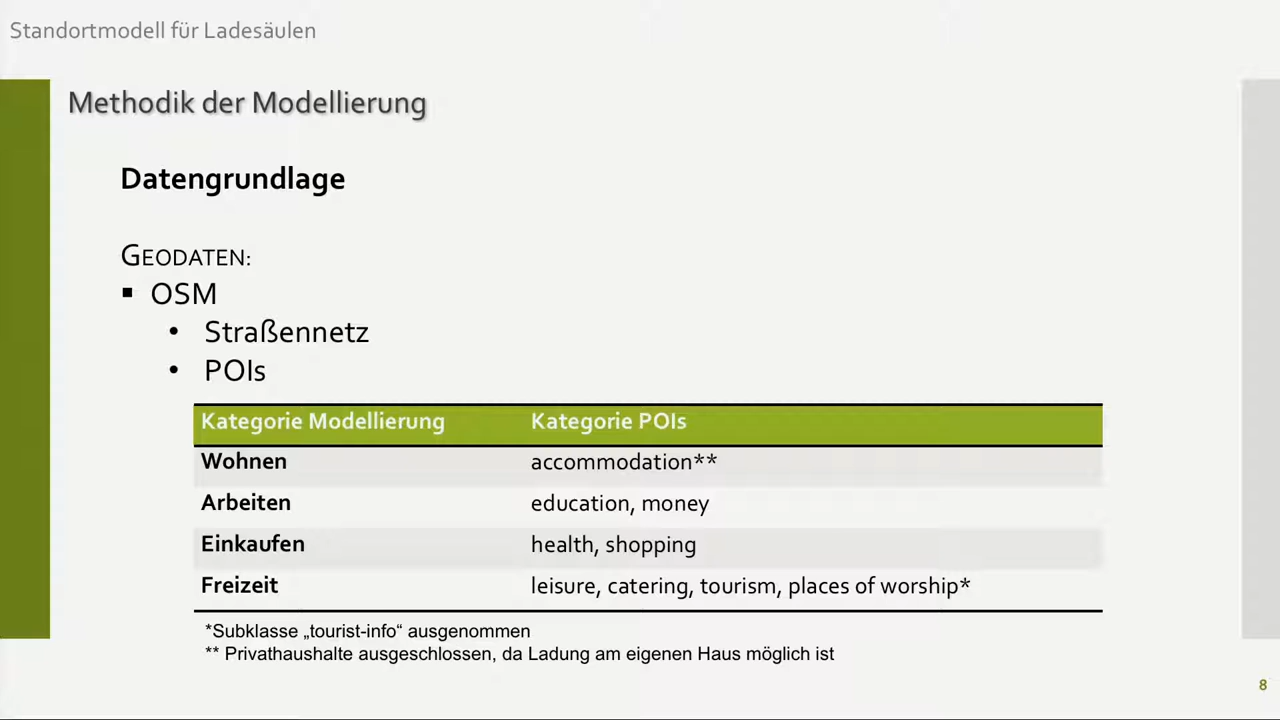 Standortmodell für Ladesäulen
Methodik der Modellierung
Datengrundlage
GEODATEN:
▪ OSM
• Straßennetz
• POIs
Kategorie Modellierung Kategorie POIs
Wohnen accommodation**
Arbeiten education, money
Einkaufen health, shopping
Freizeit leisure, catering, tourism, places of worship*
*Subklasse „tourist-info“ ausgenommen
** Privathaushalte ausgeschlossen, da Ladung am eigenen Haus möglich ist
8